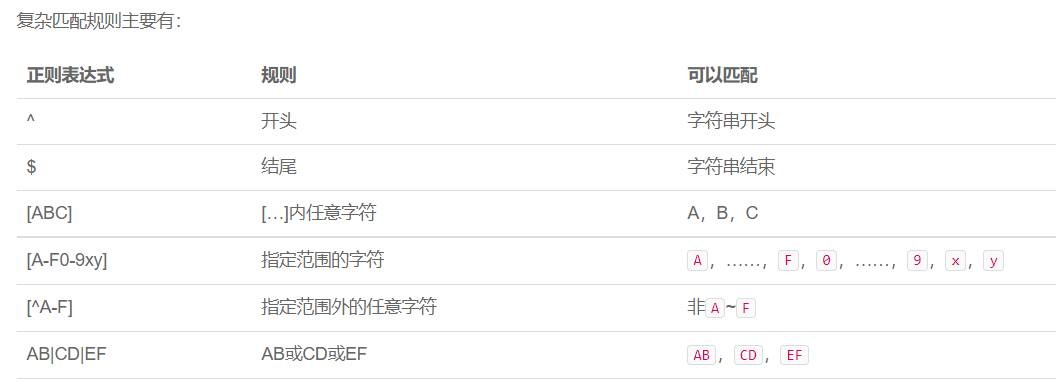 复杂匹配规则主要有：
正则表达式 规则 可以匹配
^ 开头 字符串开头
$ 结尾 字符串结束
[ABC] […]内任意字符 A，B，C
[A-F0-9xy] 指定范围的字符 A，……，F，0，……，9，x，y
[^A-F] 指定范围外的任意字符 非A~F
AB|CD|EF AB或CD或EF AB，CD，EF